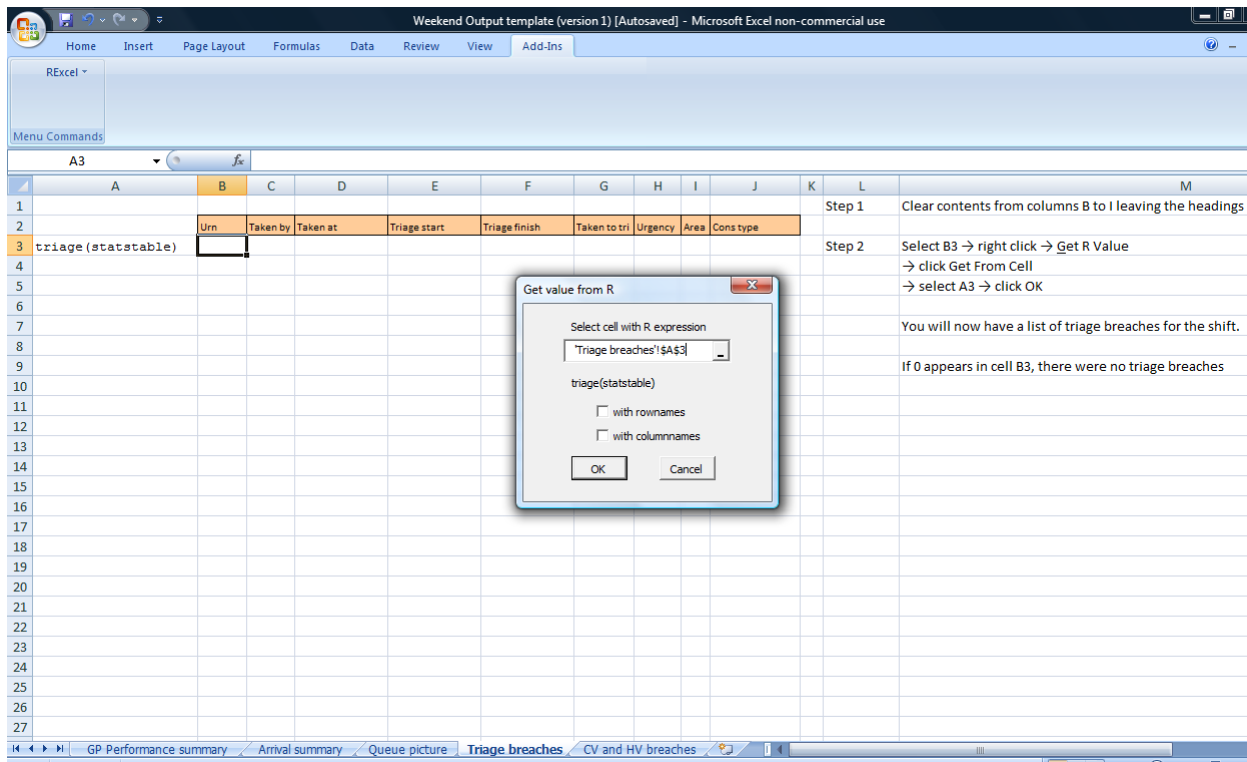 Weekend Output template (version 1) [Autosaved] - Microsoft Excel non-commercial use
Home Insert Page Layout Formulas Data Review View Add-Ins
RExcel
Menu Commands
A3 fx
A B C D E F G H I J K L M
1 Step 1 Clear contents from columns B to I leaving the headings
2 Urn Taken by Taken at Triage start Triage finish Taken to tri Urgency Area Cons type
3 triage(statstable) Step 2 Select B3 → right click → Get R Value
4 → click Get From Cell
5 → select A3 → click OK
6
7 You will now have a list of triage breaches for the shift.
8
9 If 0 appears in cell B3, there were no triage breaches
10
11
12
13
14
15
16
17
18
19
20
21
22
23
24
25
26
27
Get value from R
Select cell with R expression
'Triage breaches'!$A$3
triage(statstable)
with rownames
with columnnames
OK Cancel
GP Performance summary Arrival summary Queue picture Triage breaches CV and HV breaches